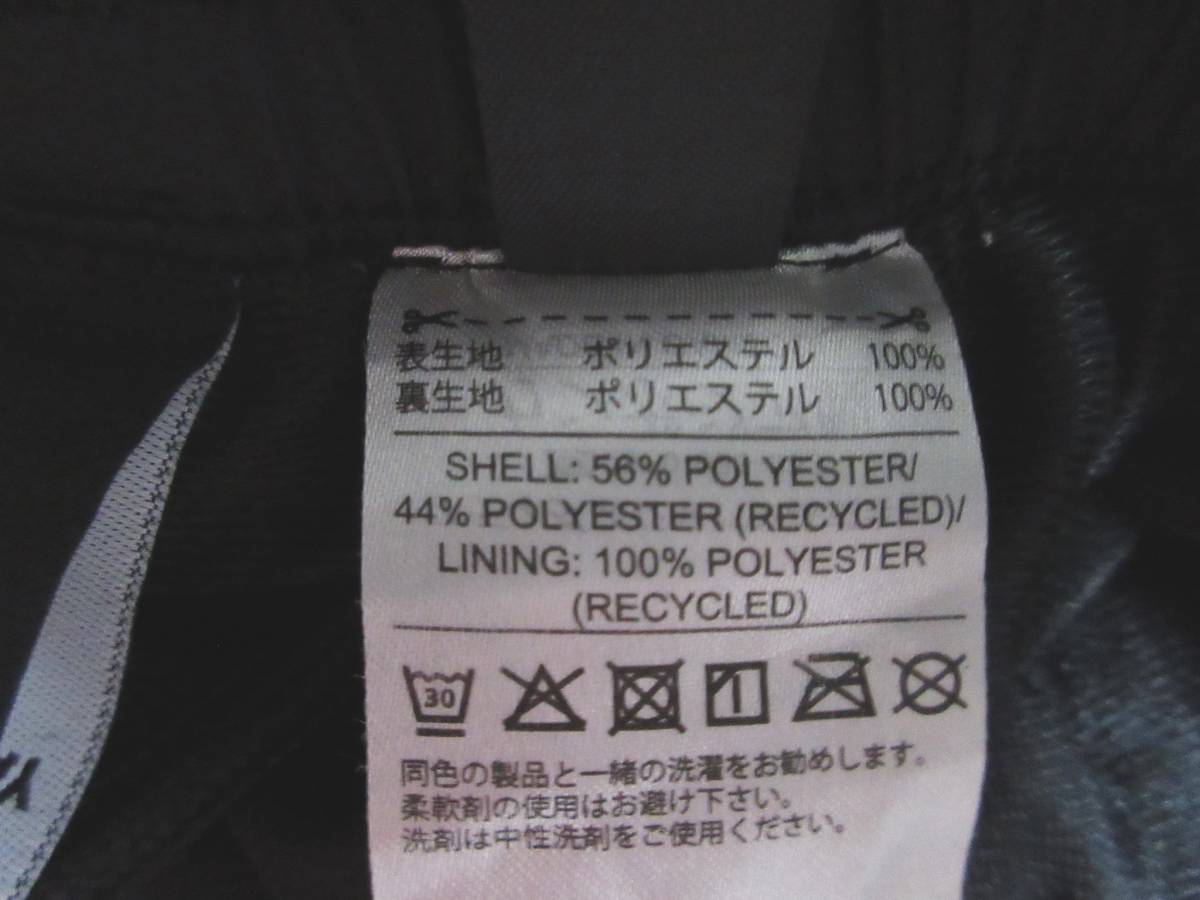 表生地 ポリエステル 100%
裏生地 ポリエステル 100%
SHELL: 56% POLYESTER/
44% POLYESTER (RECYCLED)/
LINING: 100% POLYESTER
(RECYCLED)
30
同色の製品と一緒の洗濯をお勧めします。
柔軟剤の使用はお避け下さい。
洗剤は中性洗剤をご使用ください。